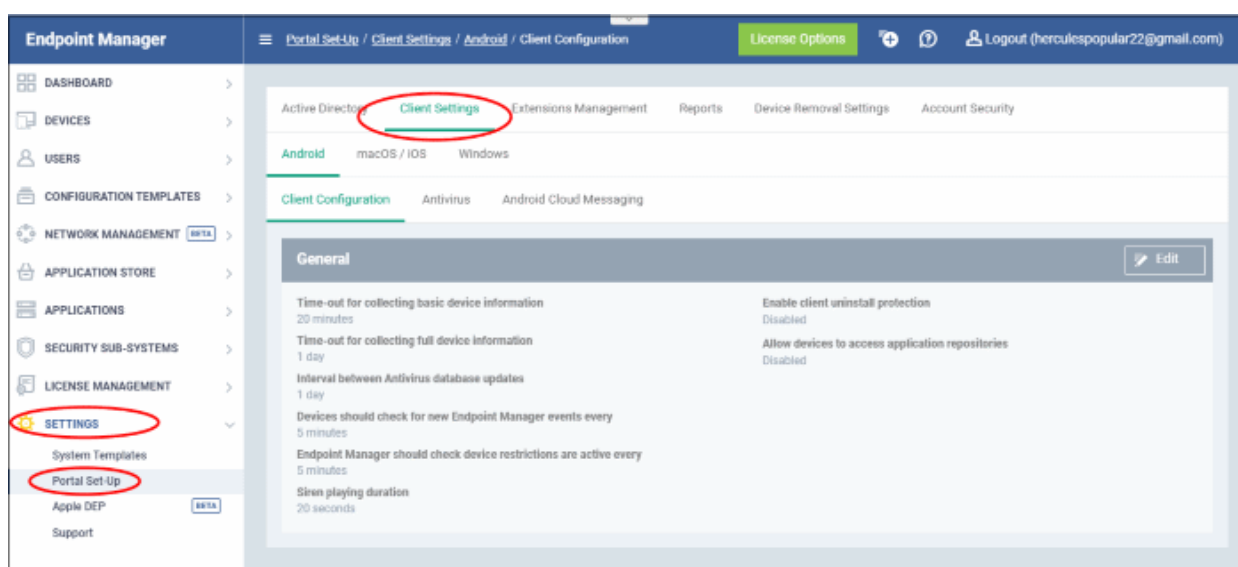 Endpoint Manager
Portal Set-Up / Client Settings / Android / Client Configuration
License Options
Logout (herculespopular22@gmail.com)
DASHBOARD
DEVICES
USERS
CONFIGURATION TEMPLATES
NETWORK MANAGEMENT BETA
APPLICATION STORE
APPLICATIONS
SECURITY SUB-SYSTEMS
LICENSE MANAGEMENT
SETTINGS
System Templates
Portal Set-Up
Apple DEP BETA
Support
Active Directory Client Settings Extensions Management Reports Device Removal Settings Account Security
Android macOS / iOS Windows
Client Configuration Antivirus Android Cloud Messaging
General Edit
Time-out for collecting basic device information
20 minutes
Time-out for collecting full device information
1 day
Interval between Antivirus database updates
1 day
Devices should check for new Endpoint Manager events every
5 minutes
Endpoint Manager should check device restrictions are active every
5 minutes
Siren playing duration
20 seconds
Enable client uninstall protection
Disabled
Allow devices to access application repositories
Disabled